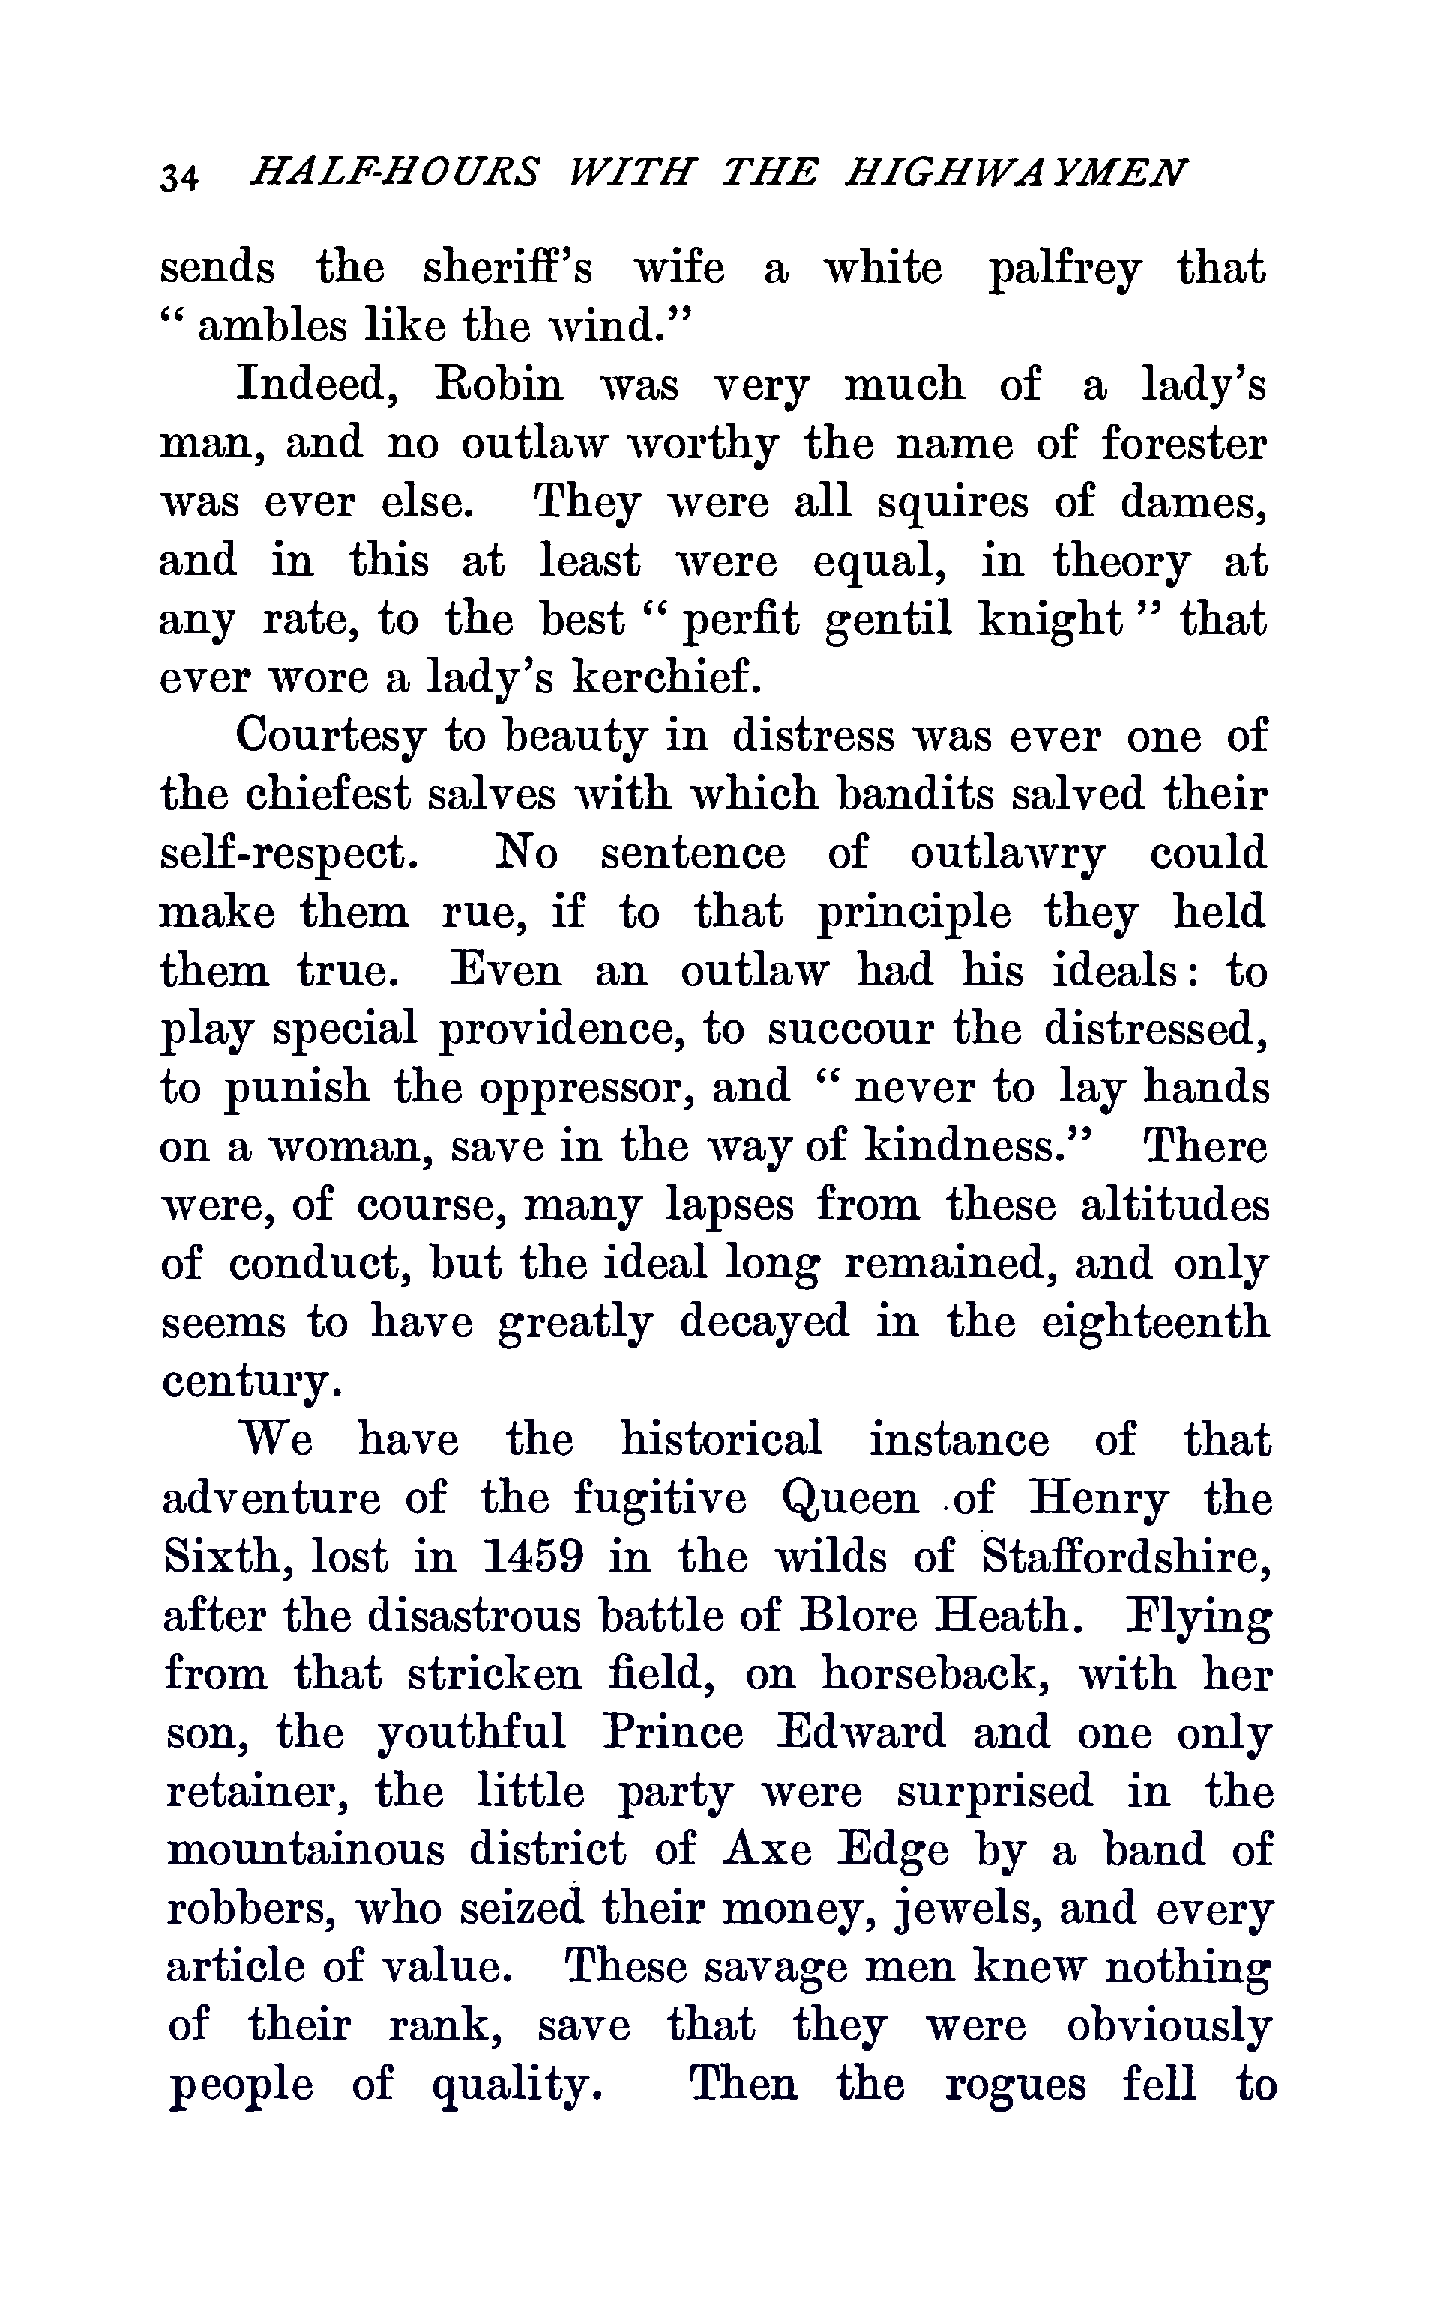 34 HALF-HOURS WITH THE HIGHWAYMEN
sends the sheriff's wife a white palfrey that
“ ambles like the wind.”
Indeed, Robin was very much of a lady's
man, and no outlaw worthy the name of forester
was ever else. They were all squires of dames,
and in this at least were equal, in theory at
any rate, to the best “ perfit gentil knight ” that
ever wore a lady's kerchief.
Courtesy to beauty in distress was ever one of
the chiefest salves with which bandits salved their
self-respect. No sentence of outlawry could
make them rue, if to that principle they held
them true. Even an outlaw had his ideals : to
play special providence, to succour the distressed,
to punish the oppressor, and “ never to lay hands
on a woman, save in the way of kindness.” There
were, of course, many lapses from these altitudes
of conduct, but the ideal long remained, and only
seems to have greatly decayed in the eighteenth
century.
We have the historical instance of that
adventure of the fugitive Queen of Henry the
Sixth, lost in 1459 in the wilds of Staffordshire,
after the disastrous battle of Blore Heath. Flying
from that stricken field, on horseback, with her
son, the youthful Prince Edward and one only
retainer, the little party were surprised in the
mountainous district of Axe Edge by a band of
robbers, who seized their money, jewels, and every
article of value. These savage men knew nothing
of their rank, save that they were obviously
people of quality. Then the rogues fell to